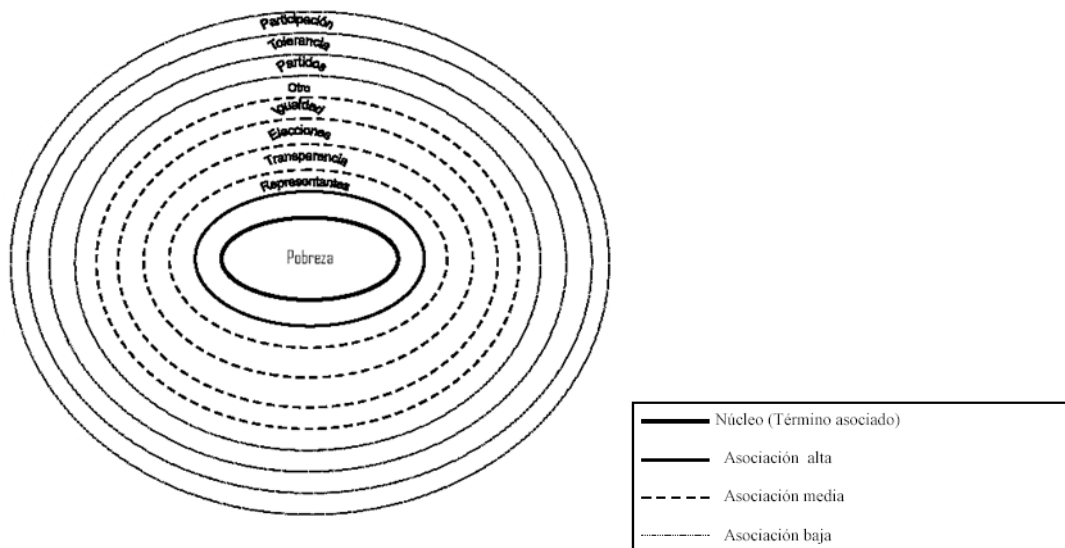 Participación
Tolerancia
Partidos
Otro
Igualdad
Elecciones
Transparencia
Representantes
Pobreza
Núcleo (Término asociado)
Asociación alta
Asociación media
Asociación baja